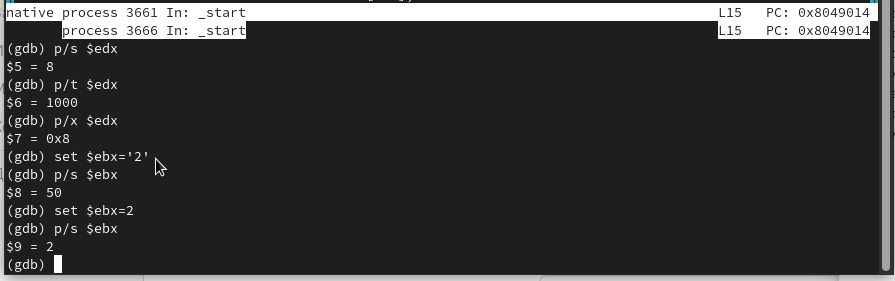 native process 3661 In: _start L15 PC: 0x8049014
process 3666 In: _start L15 PC: 0x8049014
(gdb) p/s $edx
$5 = 8
(gdb) p/t $edx
$6 = 1000
(gdb) p/x $edx
$7 = 0x8
(gdb) set $ebx='2'
(gdb) p/s $ebx
$8 = 50
(gdb) set $ebx=2
(gdb) p/s $ebx
$9 = 2
(gdb)